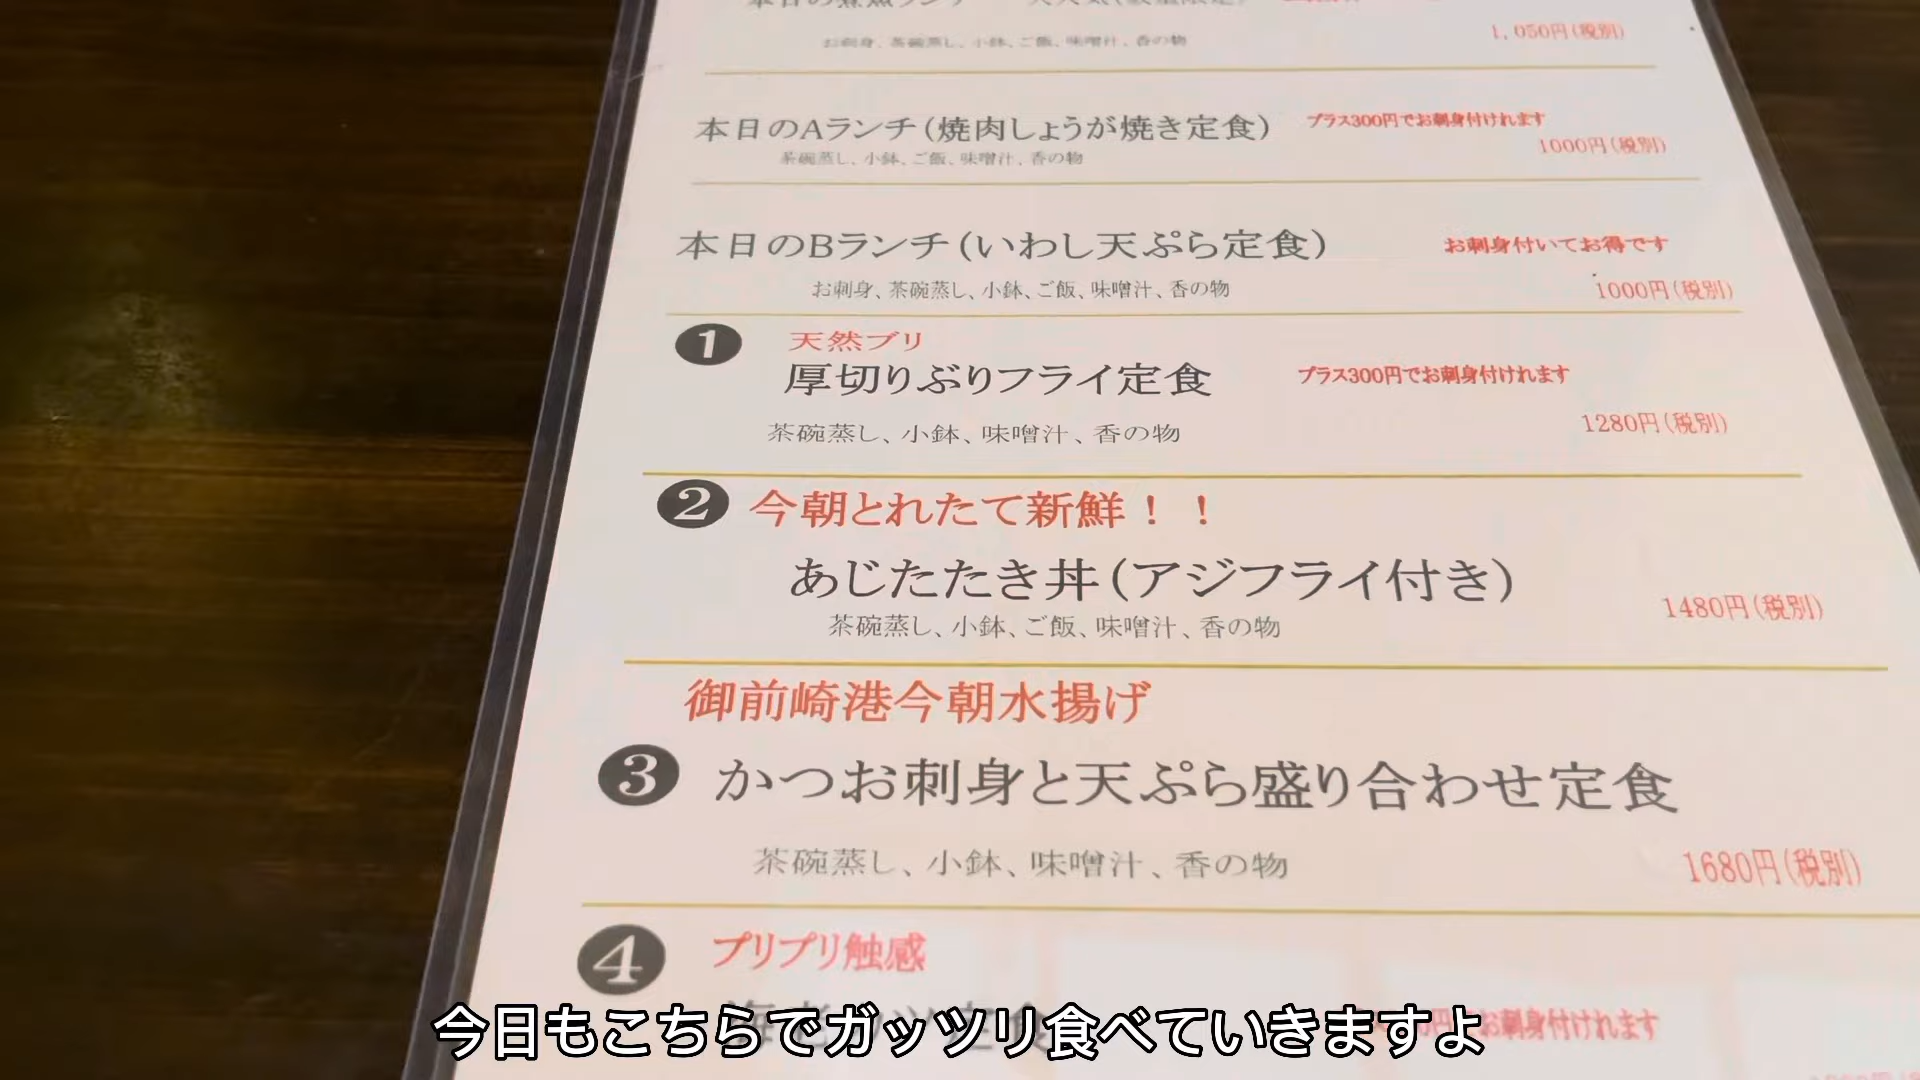 本日の煮魚ランチ
お刺身、茶碗蒸し、小鉢、ご飯、味噌汁、香の物
1,050円(税別)
本日のAランチ(焼肉しょうが焼き定食)
プラス300円でお刺身付けれます
茶碗蒸し、小鉢、ご飯、味噌汁、香の物
1000円(税別)
本日のBランチ(いわし天ぷら定食)
お刺身付いてお得です
お刺身、茶碗蒸し、小鉢、ご飯、味噌汁、香の物
1000円(税別)
1 天然ブリ
厚切りぶりフライ定食
プラス300円でお刺身付けれます
茶碗蒸し、小鉢、味噌汁、香の物
1280円(税別)
2 今朝とれたて新鮮！！
あじたたき丼(アジフライ付き)
茶碗蒸し、小鉢、ご飯、味噌汁、香の物
1480円(税別)
御前崎港今朝水揚げ
3 かつお刺身と天ぷら盛り合わせ定食
茶碗蒸し、小鉢、味噌汁、香の物
1680円(税別)
4 プリプリ触感
お刺身付けれます
今日もこちらでガッツリ食べていきますよ